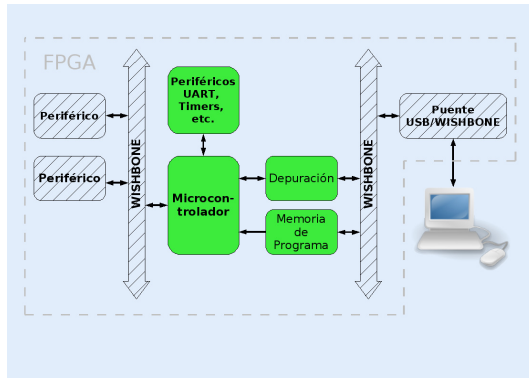 FPGA
Periférico
Periférico
WISHBONE
Periféricos
UART,
Timers,
etc.
Microcon-
trolador
Depuración
Memoria
de
Programa
WISHBONE
Puente
USB/WISHBONE